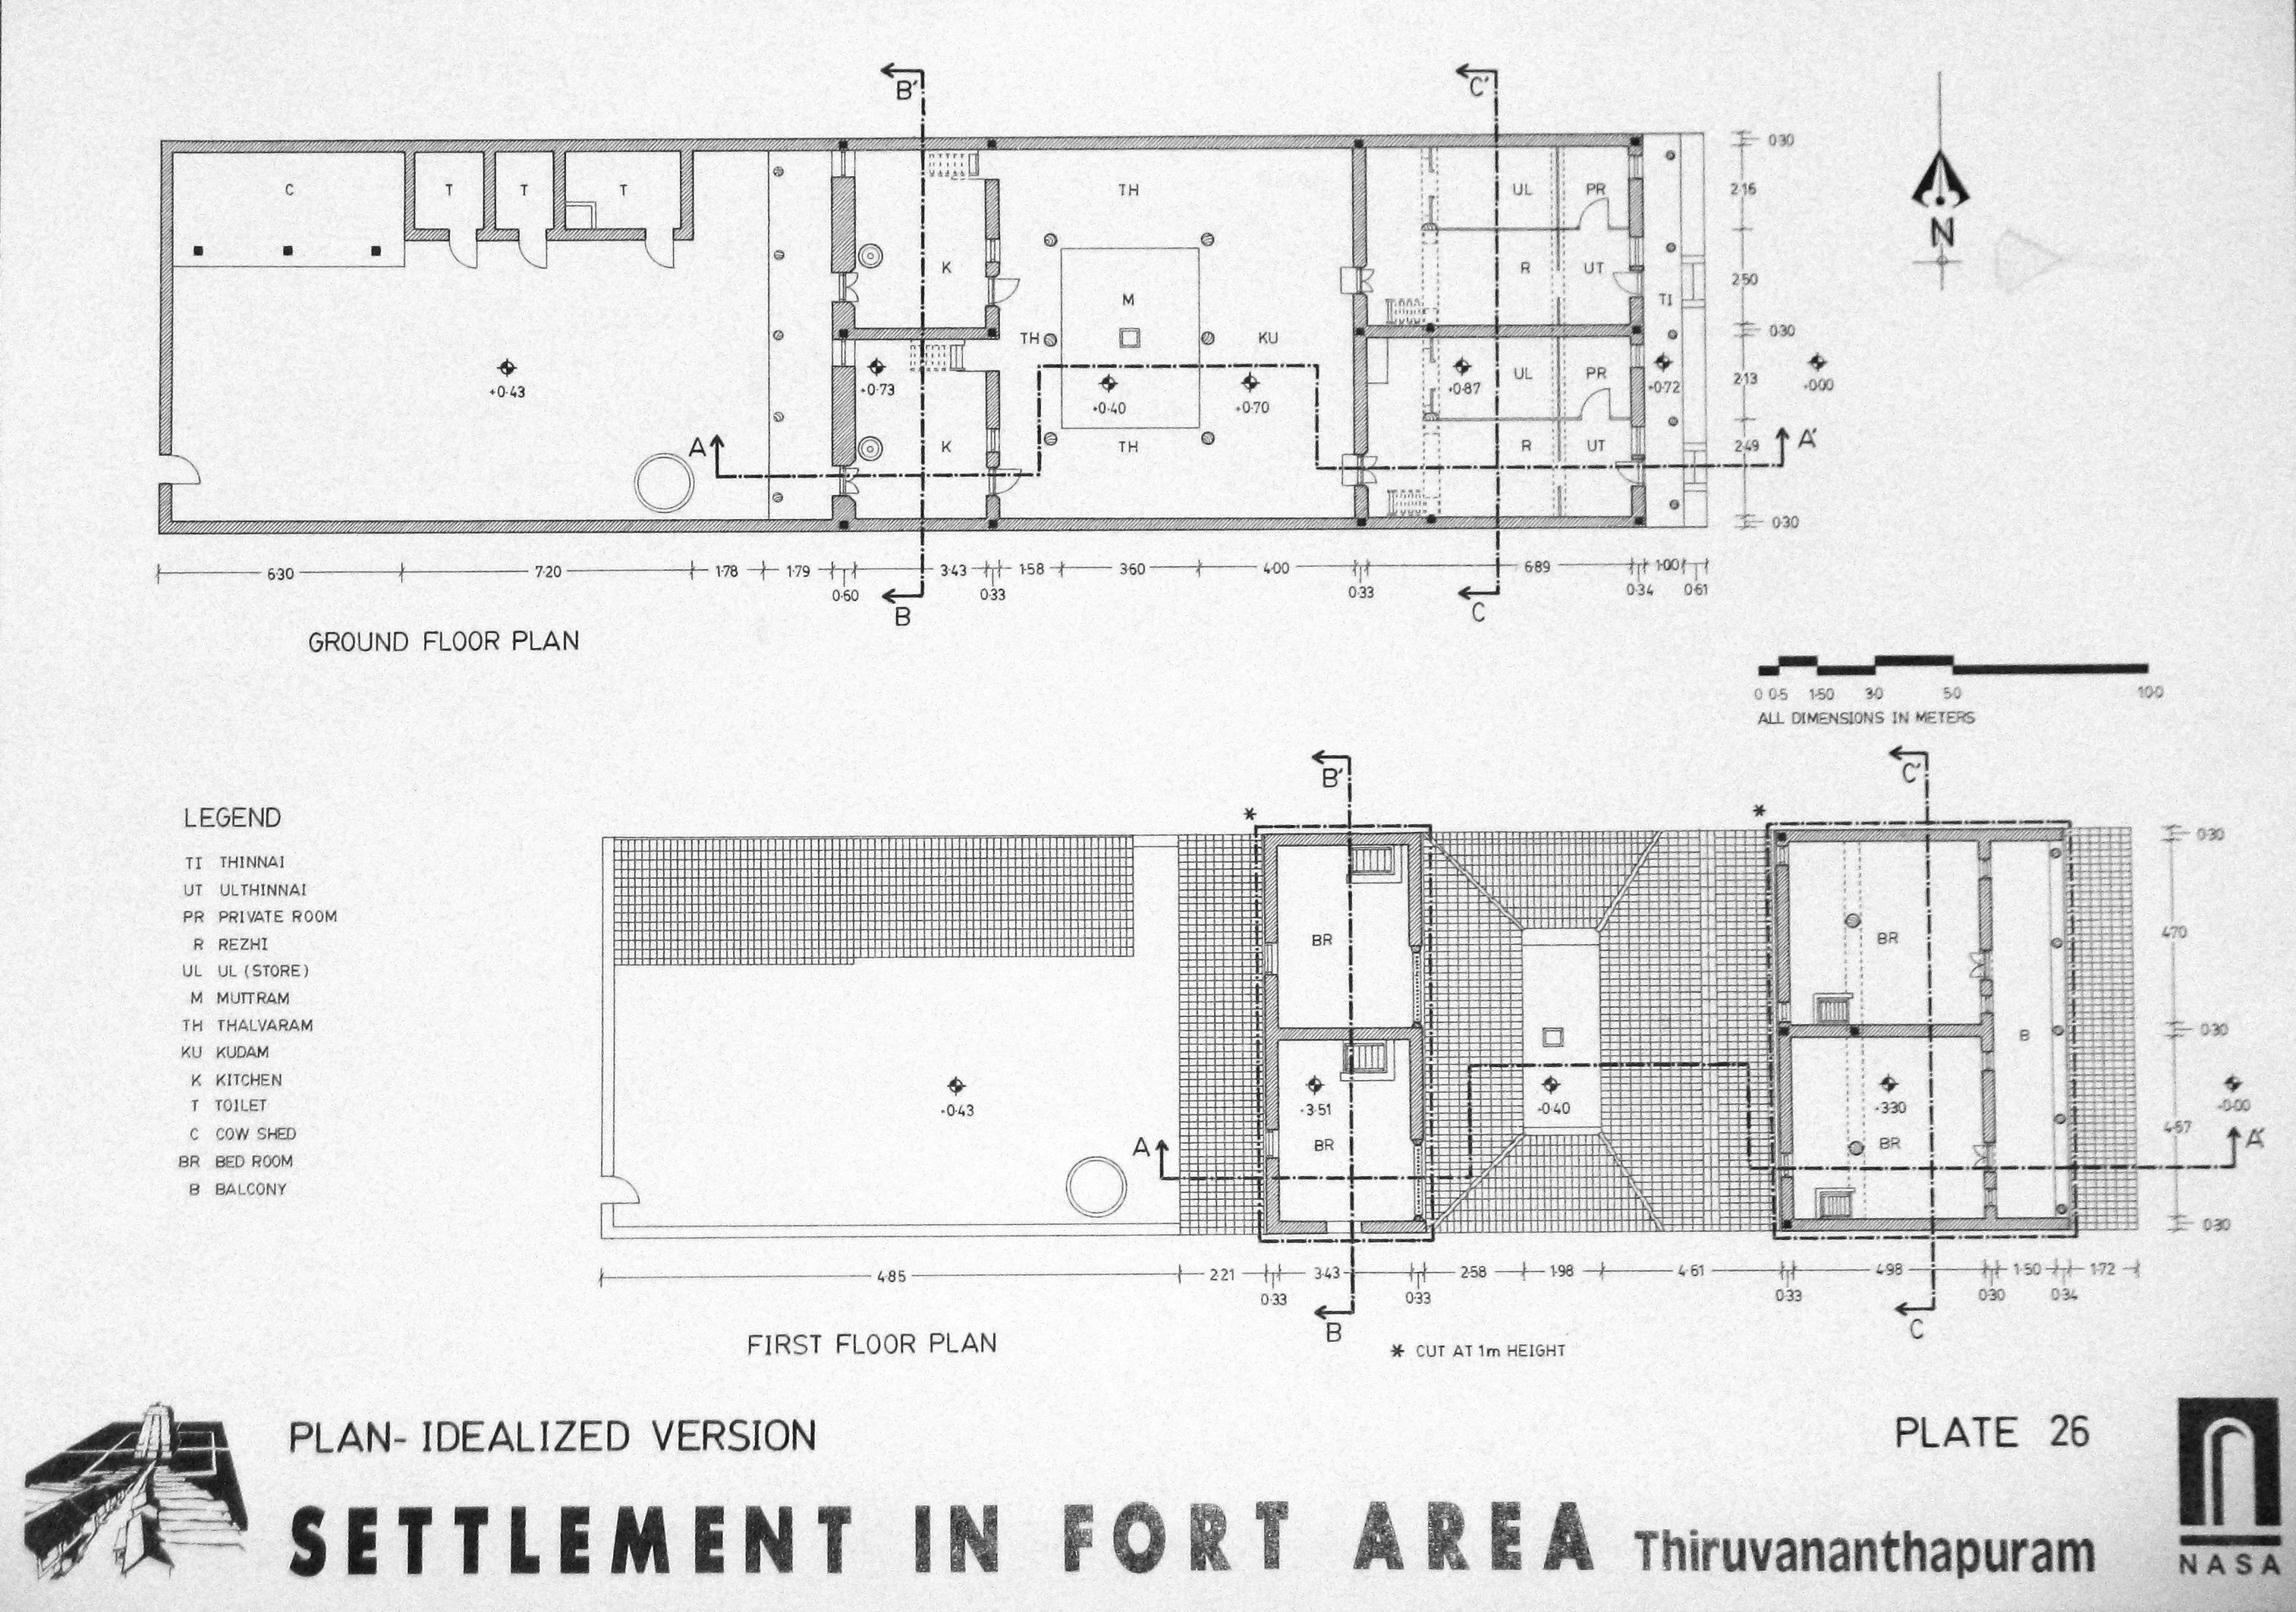 B' C'
0·30
C T T T TH UL PR 2·16
K R UT 2·50
N
M TI
TH KU 0·30
+0·43 +0·73 +0·40 +0·70 +0·87 UL PR +0·72 2·13 +0·00
A K TH R UT 2·49 A'
0·30
6·30 7·20 1·78 1·79 3·43 1·58 3·60 4·00 6·89 1·00
0·60 0·33 0·33 0·34 0·61
B C
GROUND FLOOR PLAN
0 0·5 1·50 3·0 5·0 10·0
ALL DIMENSIONS IN METERS
LEGEND
TI THINNAI
UT ULTHINNAI
PR PRIVATE ROOM
R REZHI
UL UL (STORE)
M MUTTRAM
TH THALVARAM
KU KUDAM
K KITCHEN
T TOILET
C COW SHED
BR BED ROOM
B BALCONY
B' C'
* * 0·30
BR BR 4·70
B 0·30
+0·43 +3·51 +0·40 +3·30 +0·00
A BR BR 4·57 A'
0·30
4·85 2·21 3·43 2·58 1·98 4·61 4·98 1·50 1·72
0·33 0·33 0·33 0·30 0·34
B C
FIRST FLOOR PLAN
* CUT AT 1m HEIGHT
PLAN- IDEALIZED VERSION
PLATE 26
SETTLEMENT IN FORT AREA Thiruvananthapuram
NASA